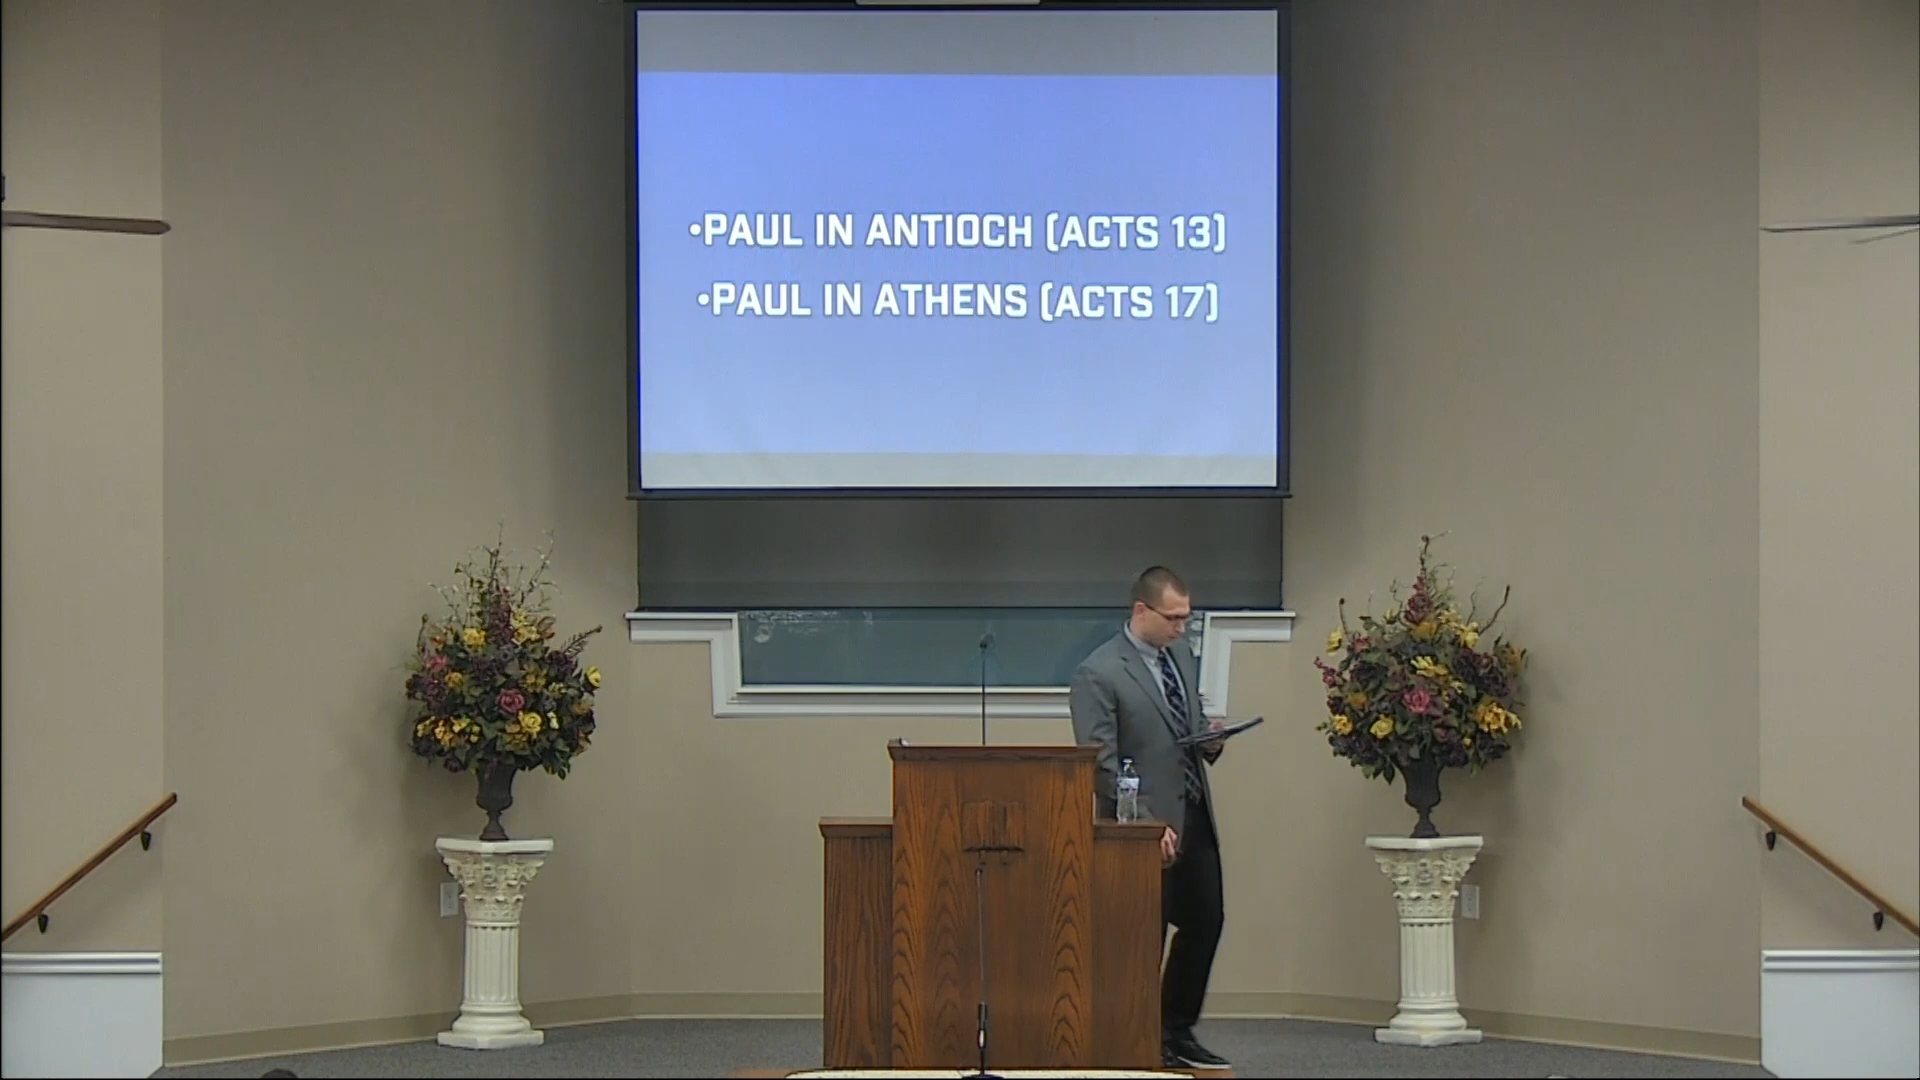 •PAUL IN ANTIOCH (ACTS 13)
•PAUL IN ATHENS (ACTS 17)